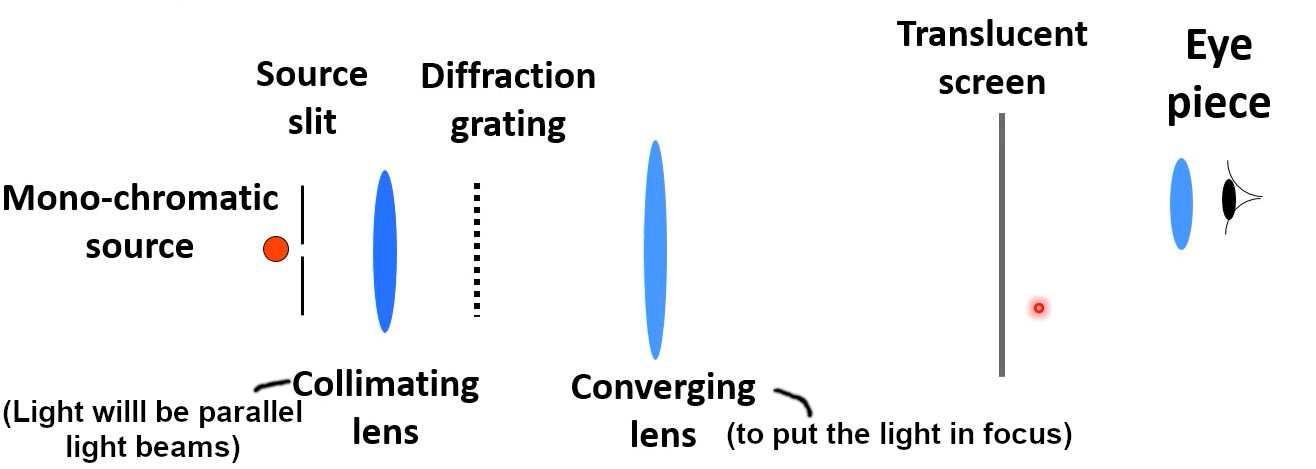 Translucent
screen
Eye
piece
Source
slit
Diffraction
grating
Mono-chromatic
source
Collimating
lens
(Light willl be parallel
light beams)
Converging
lens
(to put the light in focus)